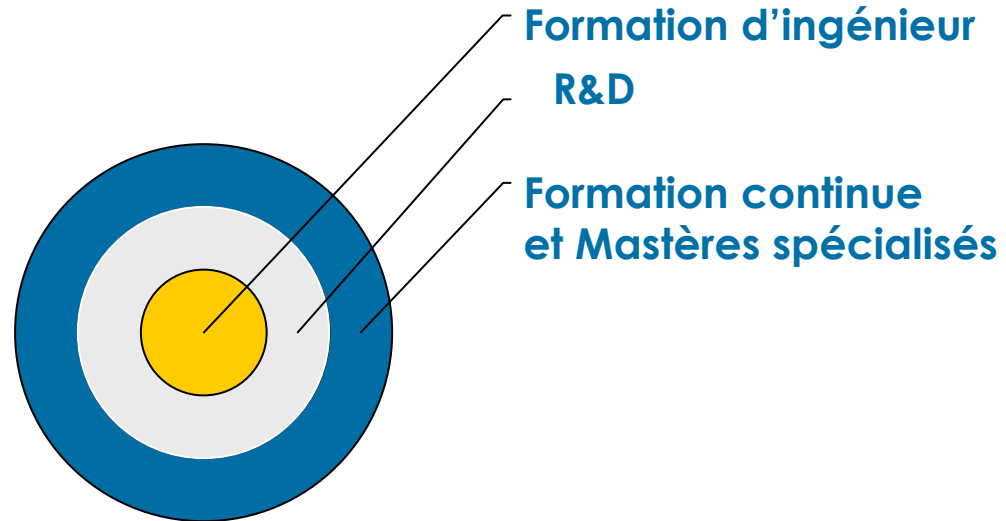 Formation d’ingénieur
R&D
Formation continue
et Mastères spécialisés